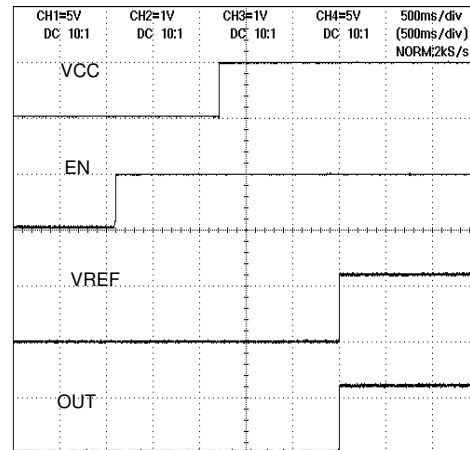 CH1=5V CH2=1V CH3=1V CH4=5V 500ms/div
DC 10:1 DC 10:1 DC 10:1 DC 10:1 (500ms/div)
NORM:2kS/s
VCC
EN
VREF
OUT